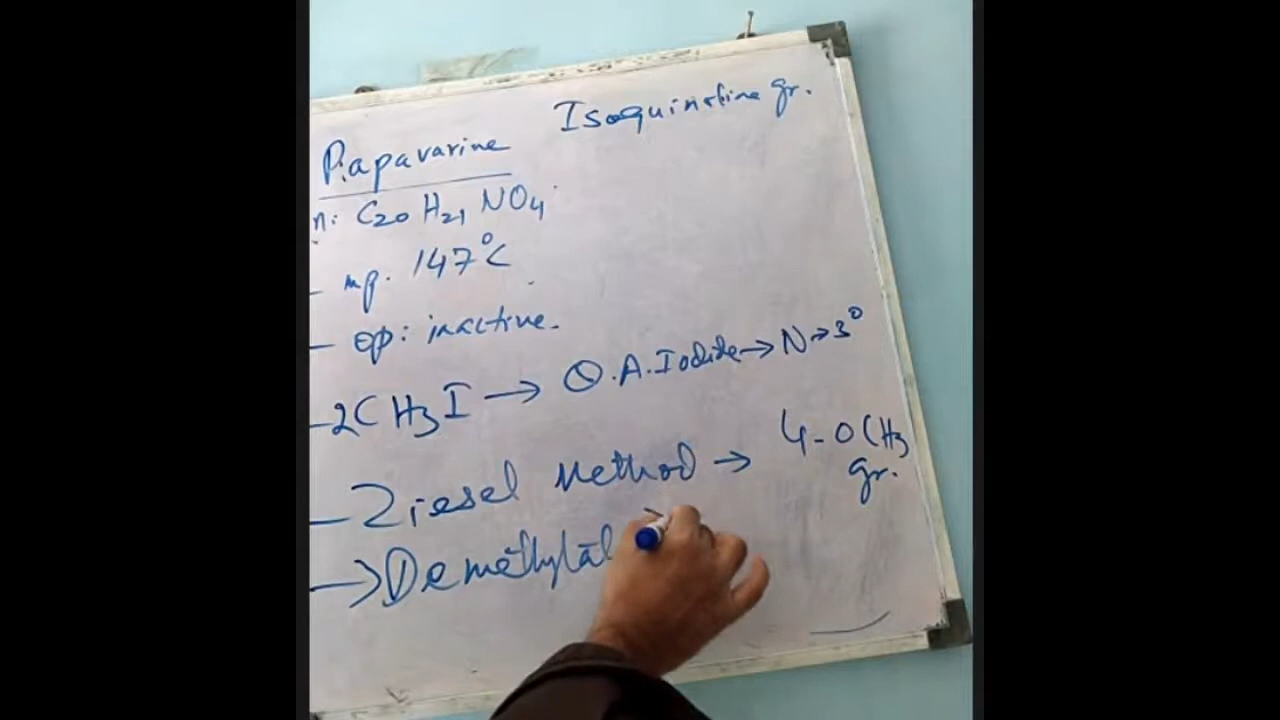 Isoquinoline gr.
Papavarine
n: C20 H21 NO4
- mp. 147°C
- op: inactive.
- 2CH3I → Q.A.Iodide → N → 3°
- Ziesel Method → 4-OCH3 gr.
→ Demethylat